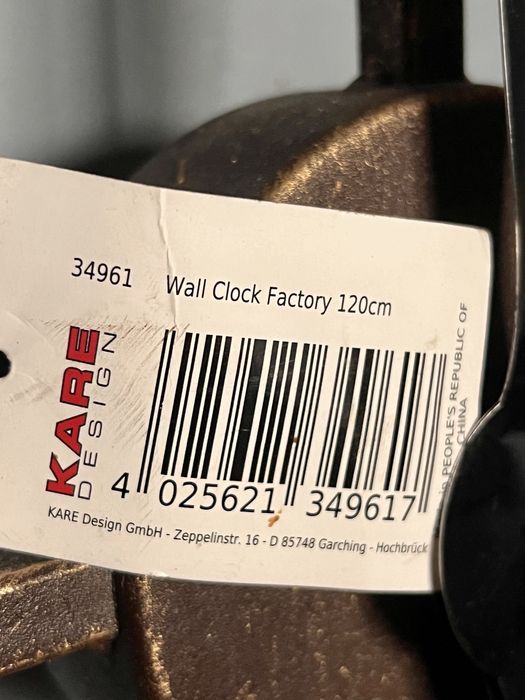 34961 Wall Clock Factory 120cm
KARE
DESIGN
4 025621 349617
KARE Design GmbH - Zeppelinstr. 16 - D 85748 Garching - Hochbrück
in PEOPLE'S REPUBLIC OF
CHINA